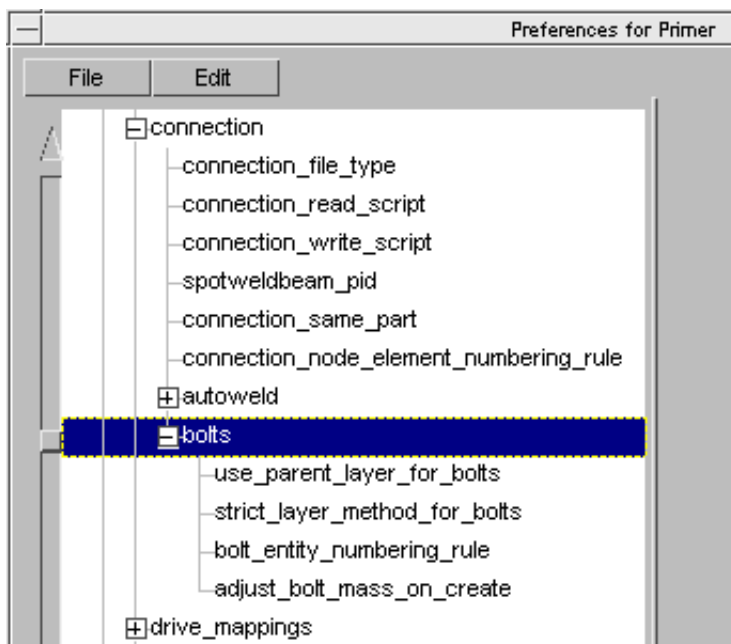 Preferences for Primer
File Edit
connection
connection_file_type
connection_read_script
connection_write_script
spotweldbeam_pid
connection_same_part
connection_node_element_numbering_rule
autoweld
bolts
use_parent_layer_for_bolts
strict_layer_method_for_bolts
bolt_entity_numbering_rule
adjust_bolt_mass_on_create
drive_mappings